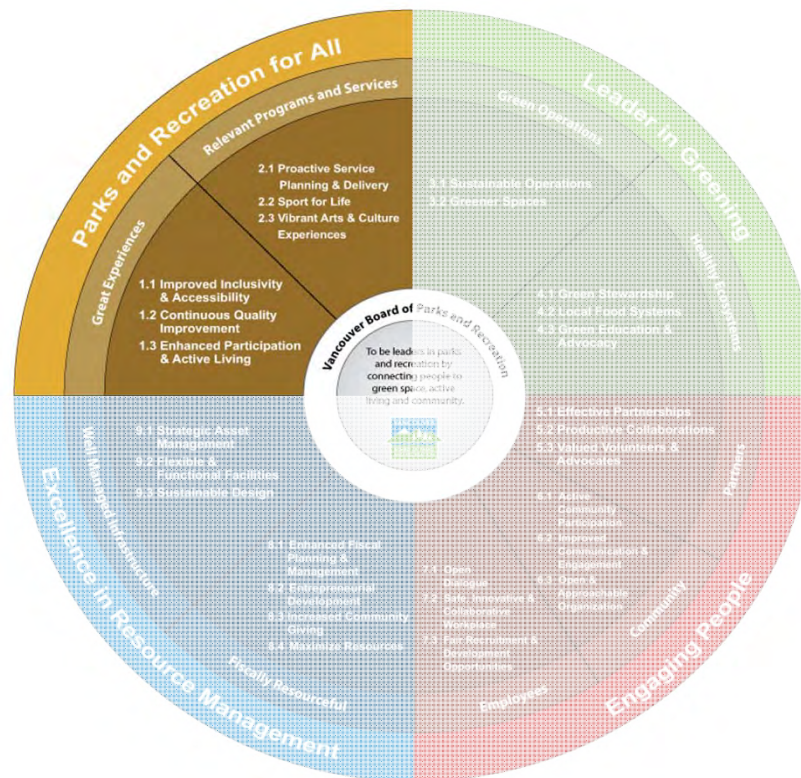 Parks and Recreation for All
Relevant Programs and Services
Great Experiences
2.1 Proactive Service
Planning & Delivery
2.2 Sport for Life
2.3 Vibrant Arts & Culture
Experiences
1.1 Improved Inclusivity
& Accessibility
1.2 Continuous Quality
Improvement
1.3 Enhanced Participation
& Active Living
Leader in Greening
Green Operations
Healthy Ecosystems
3.1 Sustainable Operations
3.2 Greener Spaces
4.1 Green Stewardship
4.2 Local Food Systems
4.3 Green Education &
Advocacy
Vancouver Board of Parks and Recreation
To be leaders in parks
and recreation by
connecting people to
green space, active
living and community.
Engaging People
Partners
Community
Employees
5.1 Effective Partnerships
5.2 Productive Collaborations
5.3 Valued Volunteers &
Advocates
6.1 Active
Community
Participation
6.2 Improved
Communication &
Engagement
6.3 Open &
Approachable
Organization
7.1 Open
Dialogue
7.2 Safe, Innovative &
Collaborative
Workplace
7.3 Fair Recruitment &
Development
Opportunities
Excellence in Resource Management
Well Managed Infrastructure
Fiscally Resourceful
9.1 Strategic Asset
Management
9.2 Flexible &
Functional Facilities
9.3 Sustainable Design
8.1 Enhanced Fiscal
Planning &
Management
8.2 Entrepreneurial
Development
8.3 Increased Community
Giving
8.4 Maximize Resources